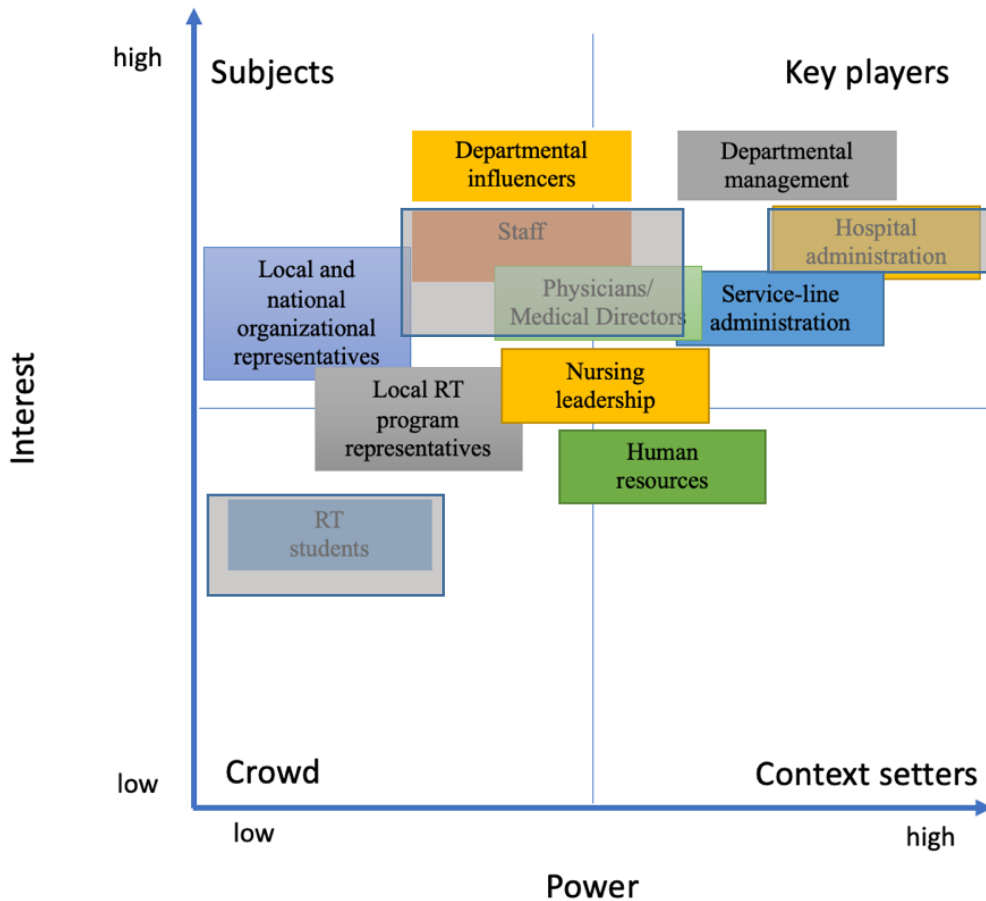 high
Subjects
Key players
Departmental
influencers
Departmental
management
Staff
Hospital
administration
Local and
national
organizational
representatives
Physicians/
Medical Directors
Service-line
administration
Interest
Local RT
program
representatives
Nursing
leadership
Human
resources
RT
students
low
Crowd
Context setters
low
high
Power